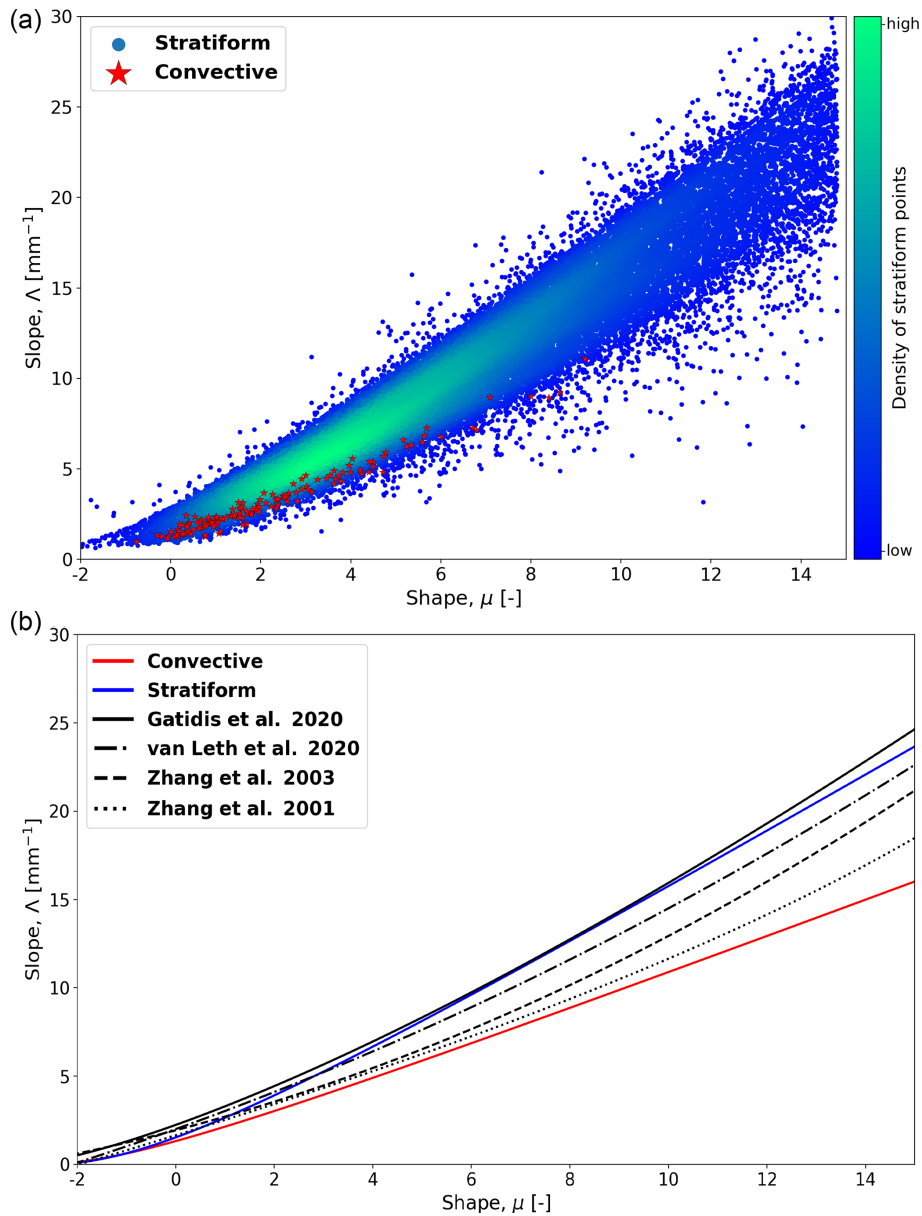 (a)
30
25
20
15
10
5
0
Slope, Λ [mm⁻¹]
Stratiform
Convective
-2 0 2 4 6 8 10 12 14
Shape, μ [-]
high
low
Density of stratiform points
(b)
30
25
20
15
10
5
0
Slope, Λ [mm⁻¹]
Convective
Stratiform
Gatidis et al. 2020
van Leth et al. 2020
Zhang et al. 2003
Zhang et al. 2001
-2 0 2 4 6 8 10 12 14
Shape, μ [-]